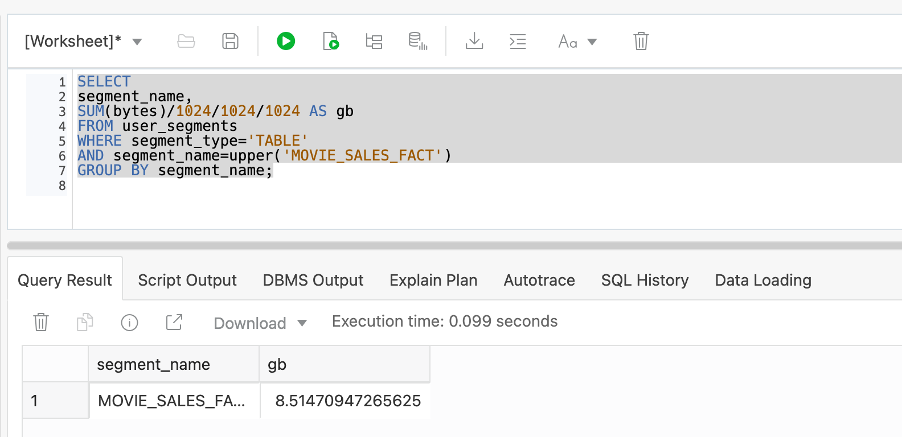 [Worksheet]*
Aa
1 SELECT
2 segment_name,
3 SUM(bytes)/1024/1024/1024 AS gb
4 FROM user_segments
5 WHERE segment_type='TABLE'
6 AND segment_name=upper('MOVIE_SALES_FACT')
7 GROUP BY segment_name;
8
Query Result Script Output DBMS Output Explain Plan Autotrace SQL History Data Loading
Download Execution time: 0.099 seconds
segment_name gb
1 MOVIE_SALES_FA... 8.51470947265625